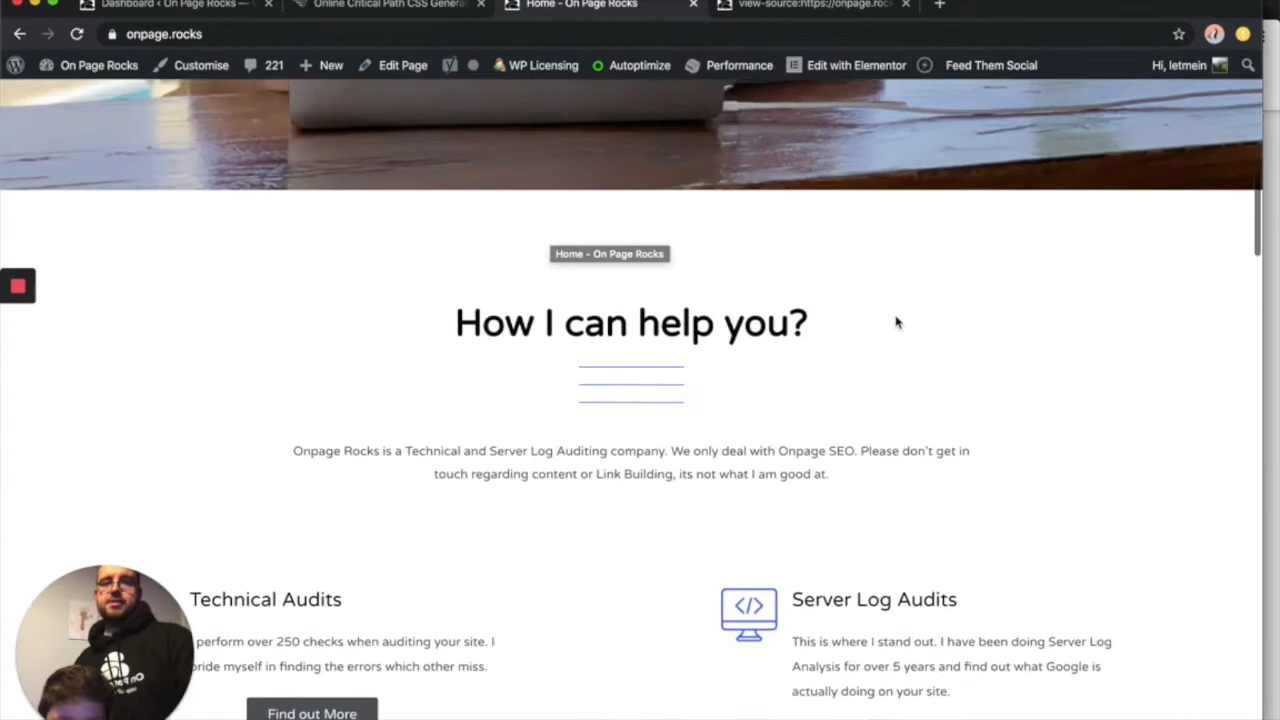 Dashboard ‹ On Page Rocks —
Online Critical Path CSS Genera
Home - On Page Rocks
view-source:https://onpage.roc
onpage.rocks
On Page Rocks Customise 221 New Edit Page WP Licensing Autoptimize Performance Edit with Elementor Feed Them Social Hi, letmein
Home - On Page Rocks
How I can help you?
Onpage Rocks is a Technical and Server Log Auditing company. We only deal with Onpage SEO. Please don't get in
touch regarding content or Link Building, its not what I am good at.
Technical Audits
perform over 250 checks when auditing your site. I
pride myself in finding the errors which other miss.
Find out More
Server Log Audits
This is where I stand out. I have been doing Server Log
Analysis for over 5 years and find out what Google is
actually doing on your site.